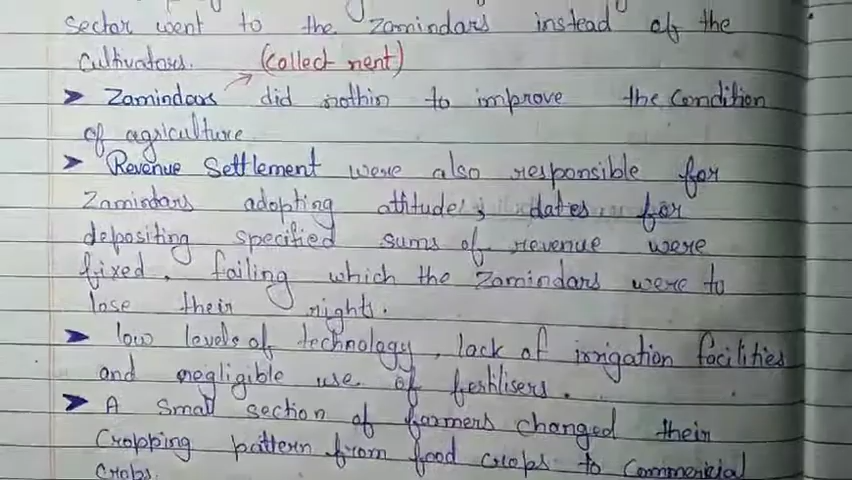 sector went to the zamindars instead of the
cultivators. (collect rent)
➤ Zamindars did nothin to improve the condition
of agriculture
➤ Revenue Settlement were also responsible for
Zamindars adopting attitude; dates for
depositing specified sums of revenue were
fixed, failing which the zamindars were to
lose their rights.
➤ low levels of technology, lack of irrigation facilities
and negligible use of fertilisers.
➤ A small section of farmers changed their
Cropping pattern from food crops to commercial
crops.